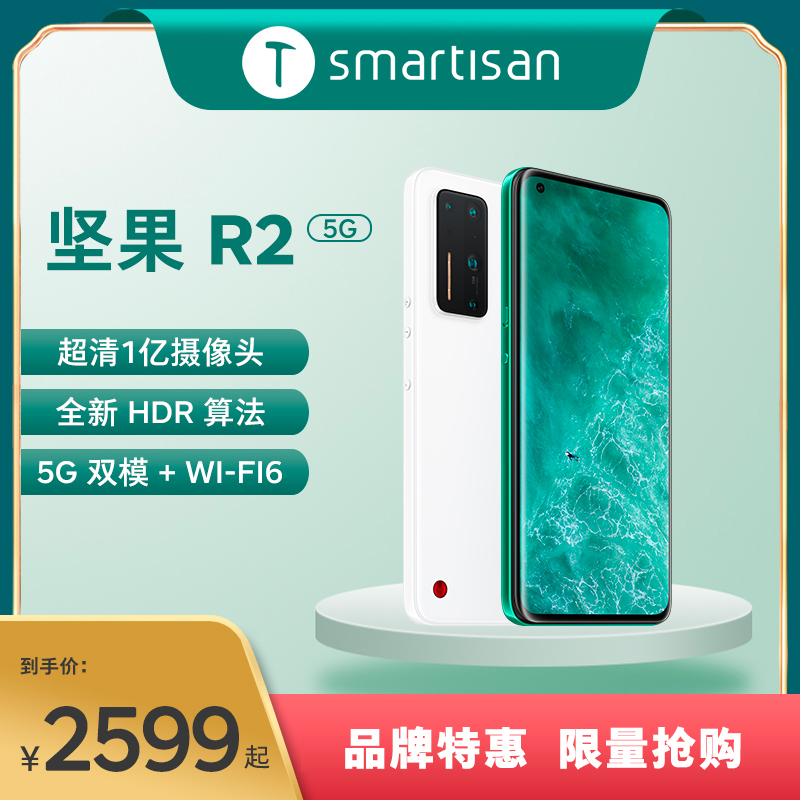 smartisan
坚果 R2 5G
超清1亿摄像头
全新 HDR 算法
5G 双模 + WI-FI6
到手价:
¥2599起
品牌特惠 限量抢购